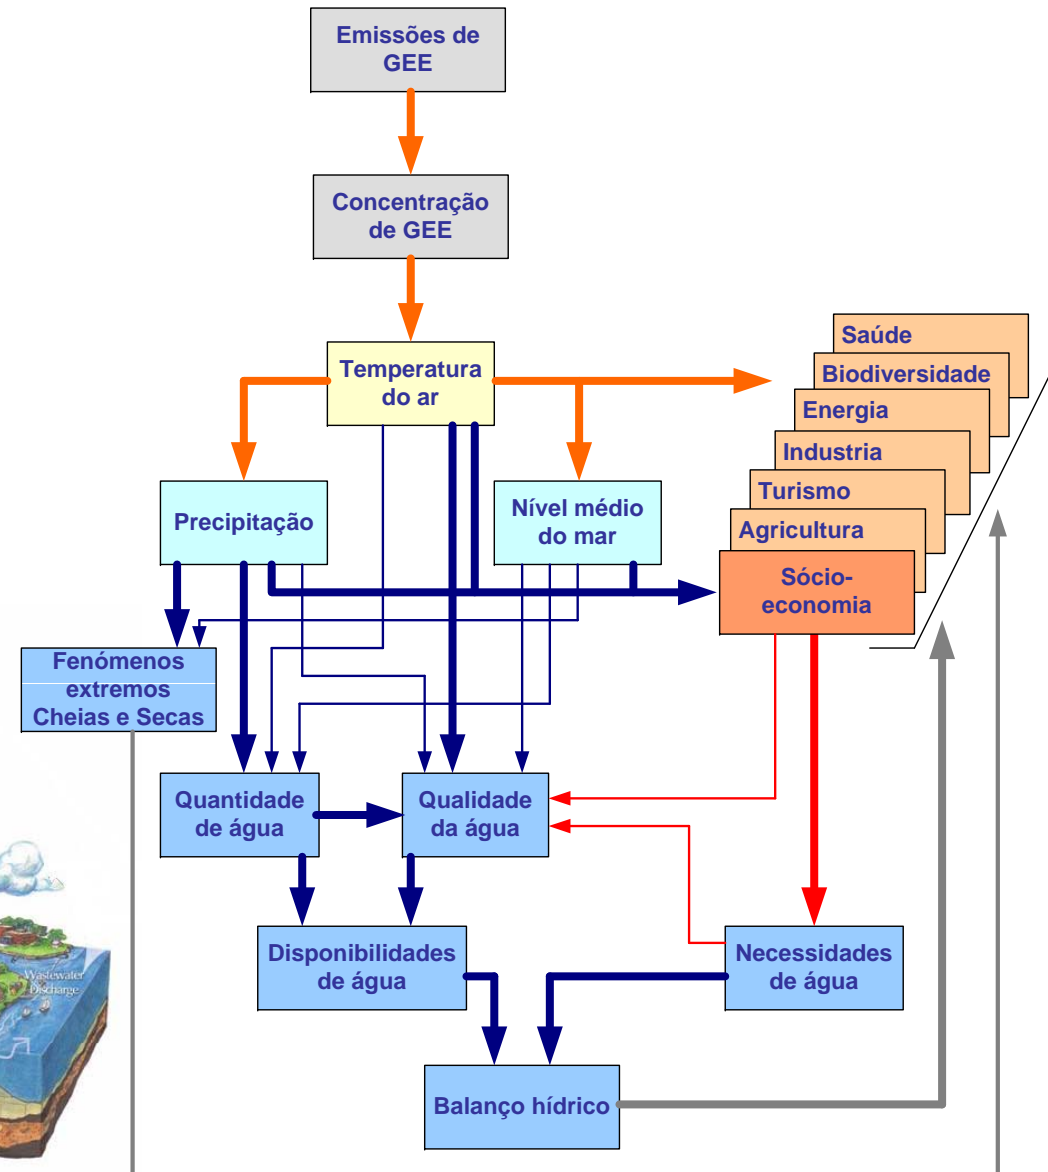 Emissões de
GEE
Concentração
de GEE
Temperatura
do ar
Saúde
Biodiversidade
Energia
Industria
Turismo
Agricultura
Sócio-
economia
Precipitação
Nível médio
do mar
Fenómenos
extremos
Cheias e Secas
Quantidade
de água
Qualidade
da água
Disponibilidades
de água
Necessidades
de água
Wastewater
Discharge
Balanço hídrico